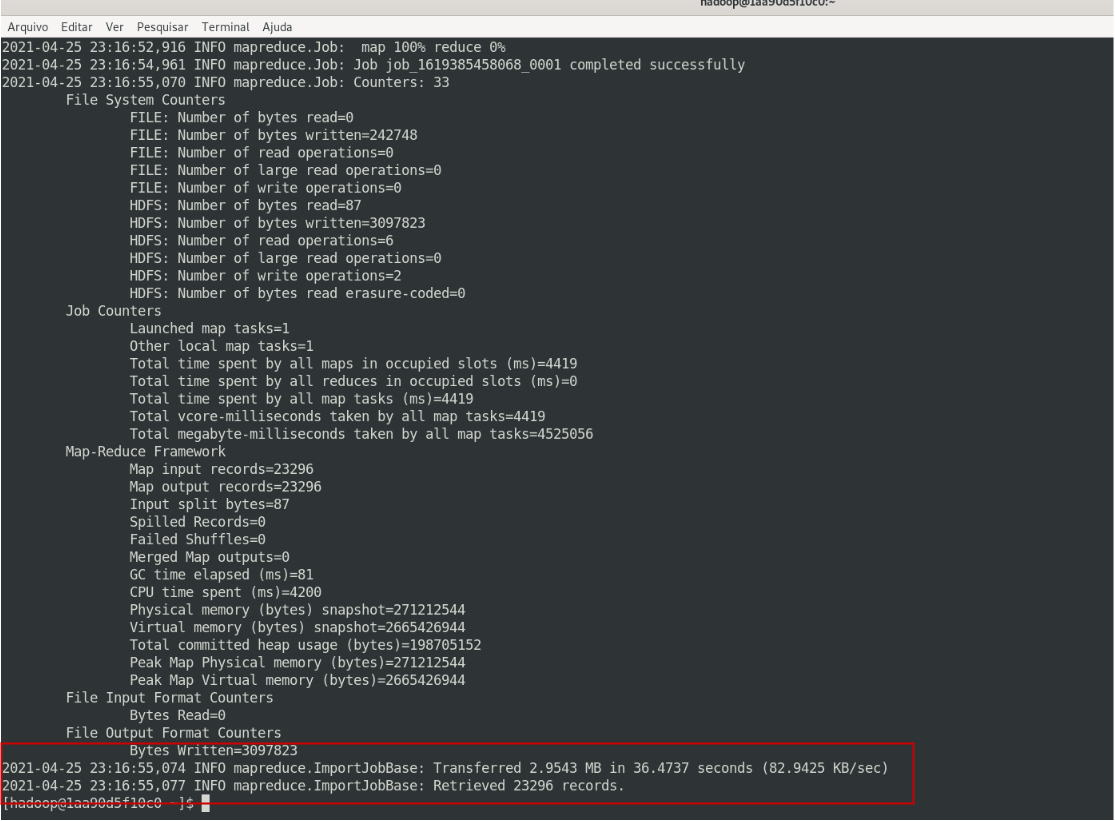 hadoop@1aa90d5f10c0:~
Arquivo Editar Ver Pesquisar Terminal Ajuda
2021-04-25 23:16:52,916 INFO mapreduce.Job:  map 100% reduce 0%
2021-04-25 23:16:54,961 INFO mapreduce.Job: Job job_1619385458068_0001 completed successfully
2021-04-25 23:16:55,070 INFO mapreduce.Job: Counters: 33
File System Counters
FILE: Number of bytes read=0
FILE: Number of bytes written=242748
FILE: Number of read operations=0
FILE: Number of large read operations=0
FILE: Number of write operations=0
HDFS: Number of bytes read=87
HDFS: Number of bytes written=3097823
HDFS: Number of read operations=6
HDFS: Number of large read operations=0
HDFS: Number of write operations=2
HDFS: Number of bytes read erasure-coded=0
Job Counters
Launched map tasks=1
Other local map tasks=1
Total time spent by all maps in occupied slots (ms)=4419
Total time spent by all reduces in occupied slots (ms)=0
Total time spent by all map tasks (ms)=4419
Total vcore-milliseconds taken by all map tasks=4419
Total megabyte-milliseconds taken by all map tasks=4525056
Map-Reduce Framework
Map input records=23296
Map output records=23296
Input split bytes=87
Spilled Records=0
Failed Shuffles=0
Merged Map outputs=0
GC time elapsed (ms)=81
CPU time spent (ms)=4200
Physical memory (bytes) snapshot=271212544
Virtual memory (bytes) snapshot=2665426944
Total committed heap usage (bytes)=198705152
Peak Map Physical memory (bytes)=271212544
Peak Map Virtual memory (bytes)=2665426944
File Input Format Counters
Bytes Read=0
File Output Format Counters
Bytes Written=3097823
2021-04-25 23:16:55,074 INFO mapreduce.ImportJobBase: Transferred 2.9543 MB in 36.4737 seconds (82.9425 KB/sec)
2021-04-25 23:16:55,077 INFO mapreduce.ImportJobBase: Retrieved 23296 records.
[hadoop@1aa90d5f10c0 ~]$